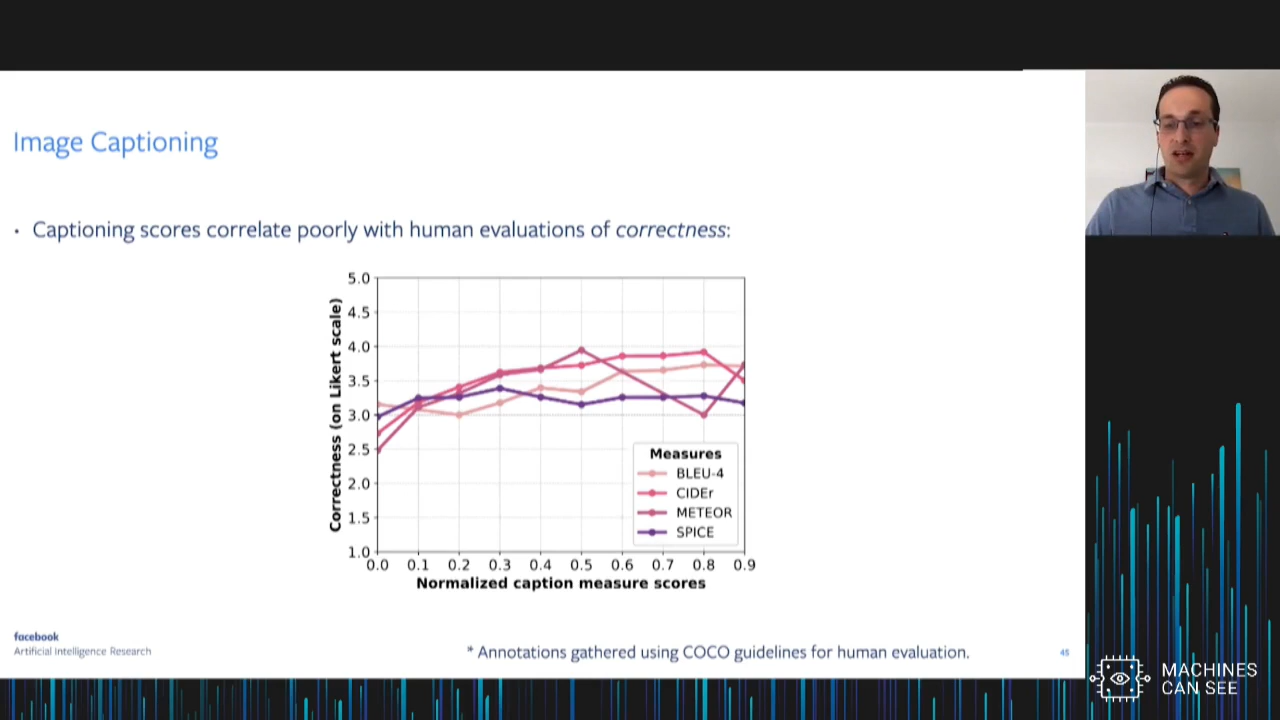 Image Captioning
• Captioning scores correlate poorly with human evaluations of correctness:
Correctness (on Likert scale)
5.0
4.5
4.0
3.5
3.0
2.5
2.0
1.5
1.0
Measures
BLEU-4
CIDEr
METEOR
SPICE
0.0 0.1 0.2 0.3 0.4 0.5 0.6 0.7 0.8 0.9
Normalized caption measure scores
facebook
Artificial Intelligence Research
* Annotations gathered using COCO guidelines for human evaluation.
45
MACHINES
CAN SEE